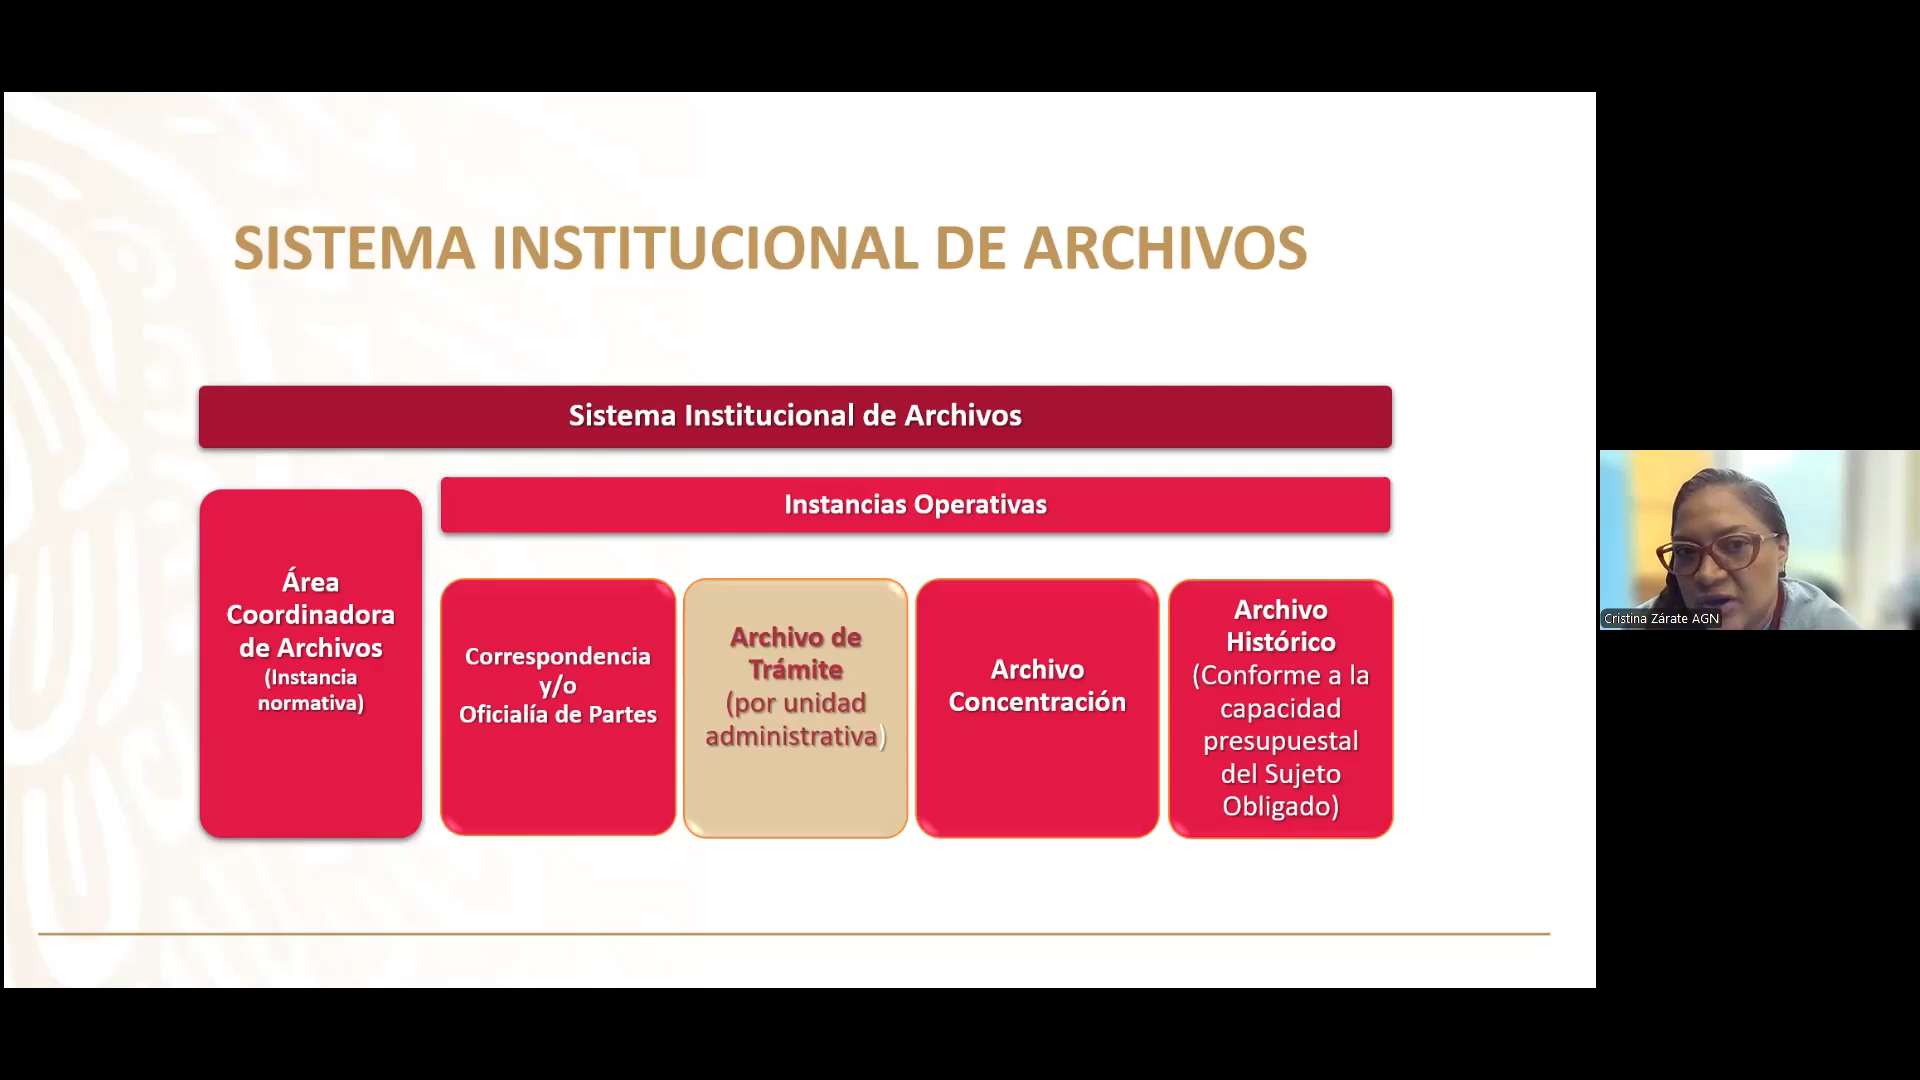 SISTEMA INSTITUCIONAL DE ARCHIVOS
Sistema Institucional de Archivos
Instancias Operativas
Área
Coordinadora
de Archivos
(Instancia
normativa)
Correspondencia
y/o
Oficialía de Partes
Archivo de
Trámite
(por unidad
administrativa)
Archivo
Concentración
Archivo
Histórico
(Conforme a la
capacidad
presupuestal
del Sujeto
Obligado)
Cristina Zárate AGN